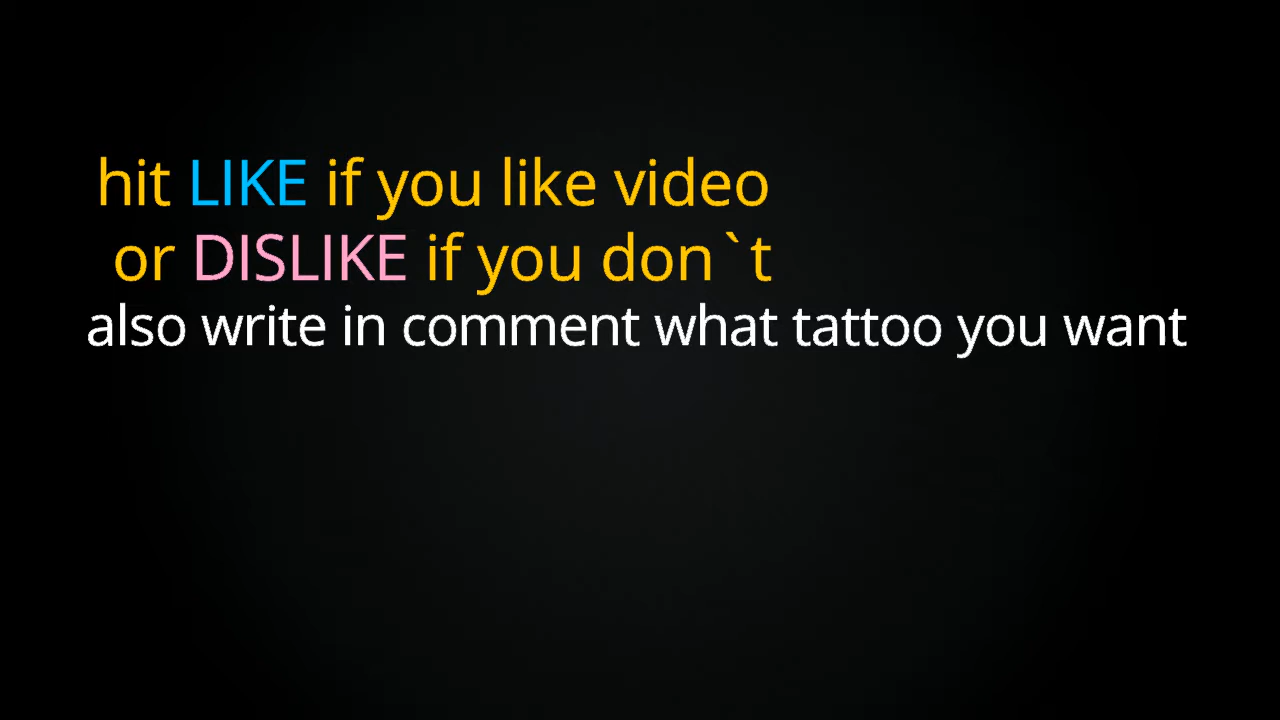 hit LIKE if you like video
or DISLIKE if you don`t
also write in comment what tattoo you want